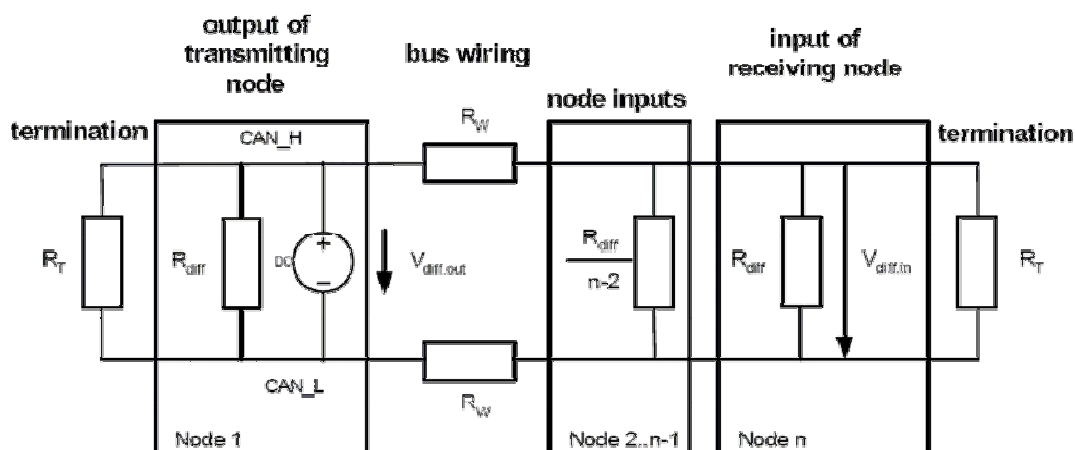 output of
transmitting
node
bus wiring
input of
receiving node
node inputs
termination
termination
CAN_H
R_W
R_T
R_diff
DC
+
−
V_diff.out
R_diff
n-2
R_diff
V_diff.in
R_T
CAN_L
R_W
Node 1
Node 2..n-1
Node n